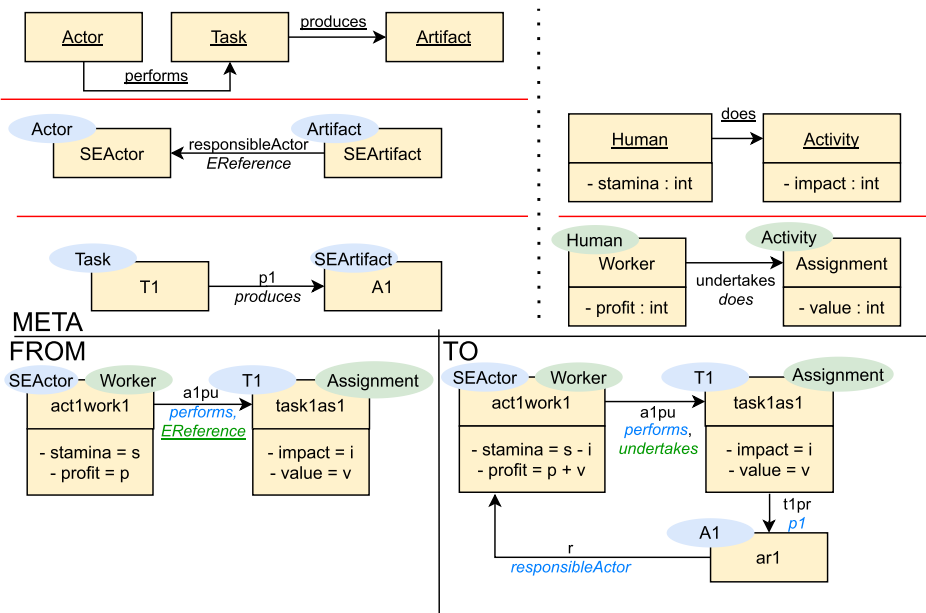 Actor
Task
produces
Artifact
performs
Actor
SEActor
responsibleActor
EReference
Artifact
SEArtifact
Human
- stamina : int
does
Activity
- impact : int
Task
T1
p1
produces
SEArtifact
A1
Human
Worker
- profit : int
undertakes
does
Activity
Assignment
- value : int
META
FROM
SEActor
Worker
act1work1
- stamina = s
- profit = p
a1pu
performs,
EReference
T1
Assignment
task1as1
- impact = i
- value = v
TO
SEActor
Worker
act1work1
- stamina = s - i
- profit = p + v
a1pu
performs,
undertakes
T1
Assignment
task1as1
- impact = i
- value = v
t1pr
p1
A1
ar1
r
responsibleActor